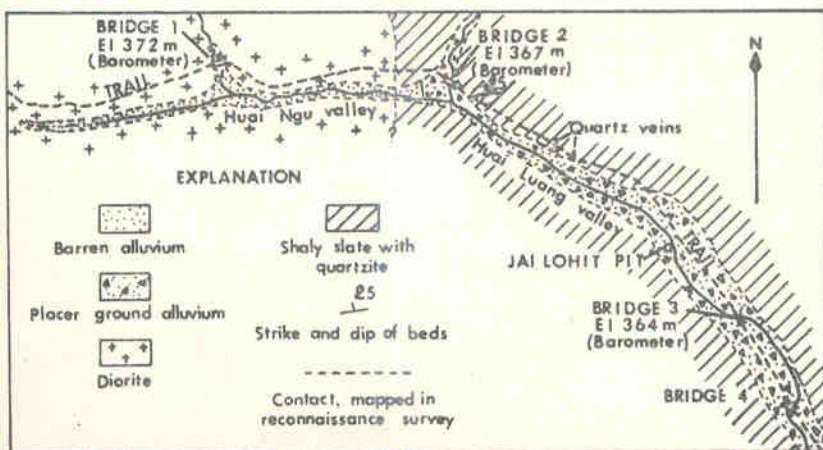 BRIDGE 1
El 372 m
(Barometer)
TRAIL
Huai Ngu valley
BRIDGE 2
El 367 m
(Barometer)
25
N
Quartz veins
Huai Luang valley
TRAIL
JAI LOHIT PIT
BRIDGE 3
El 364 m
(Barometer)
BRIDGE 4
EXPLANATION
Barren alluvium
Placer ground alluvium
Diorite
Shaly slate with
quartzite
25
Strike and dip of beds
Contact, mapped in
reconnaissance survey